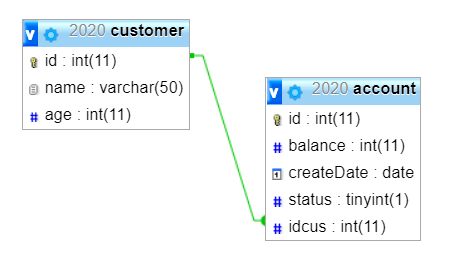 v 2020 customer
id : int(11)
name : varchar(50)
# age : int(11)
v 2020 account
id : int(11)
# balance : int(11)
1 createDate : date
# status : tinyint(1)
# idcus : int(11)